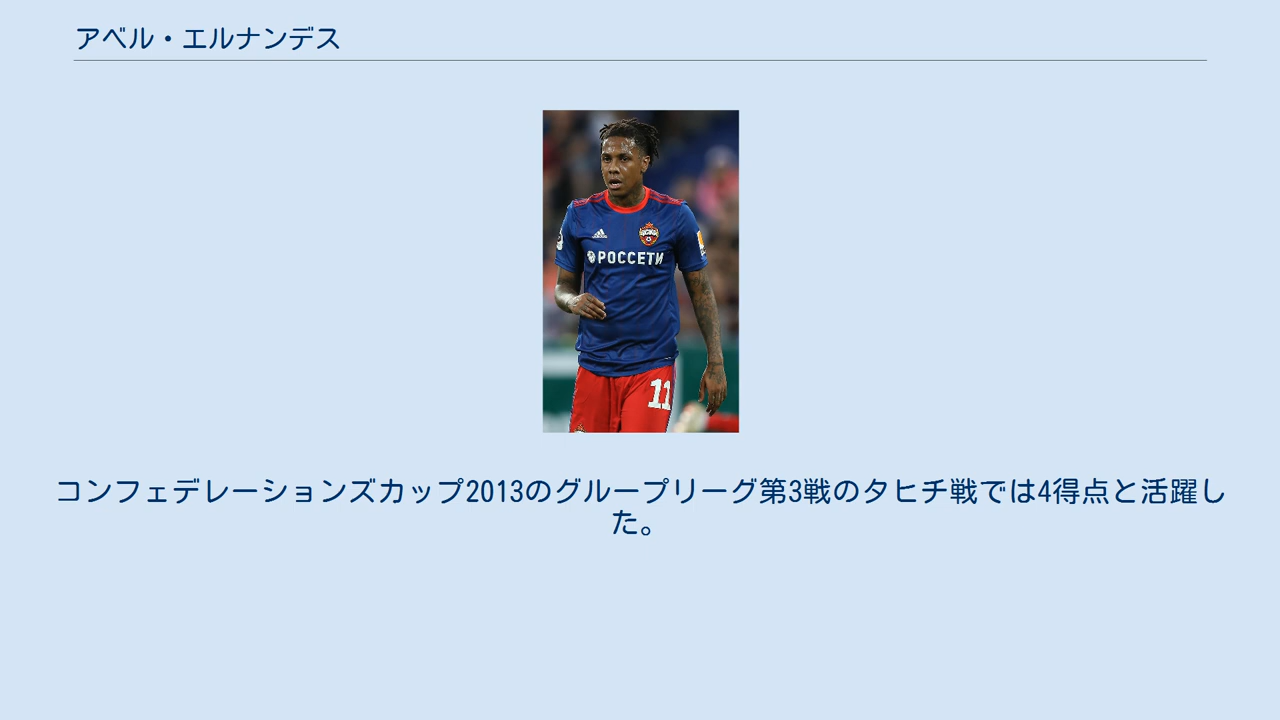 アベル・エルナンデス
РОССЕТИ
11
コンフェデレーションズカップ2013のグループリーグ第3戦のタヒチ戦では4得点と活躍し
た。